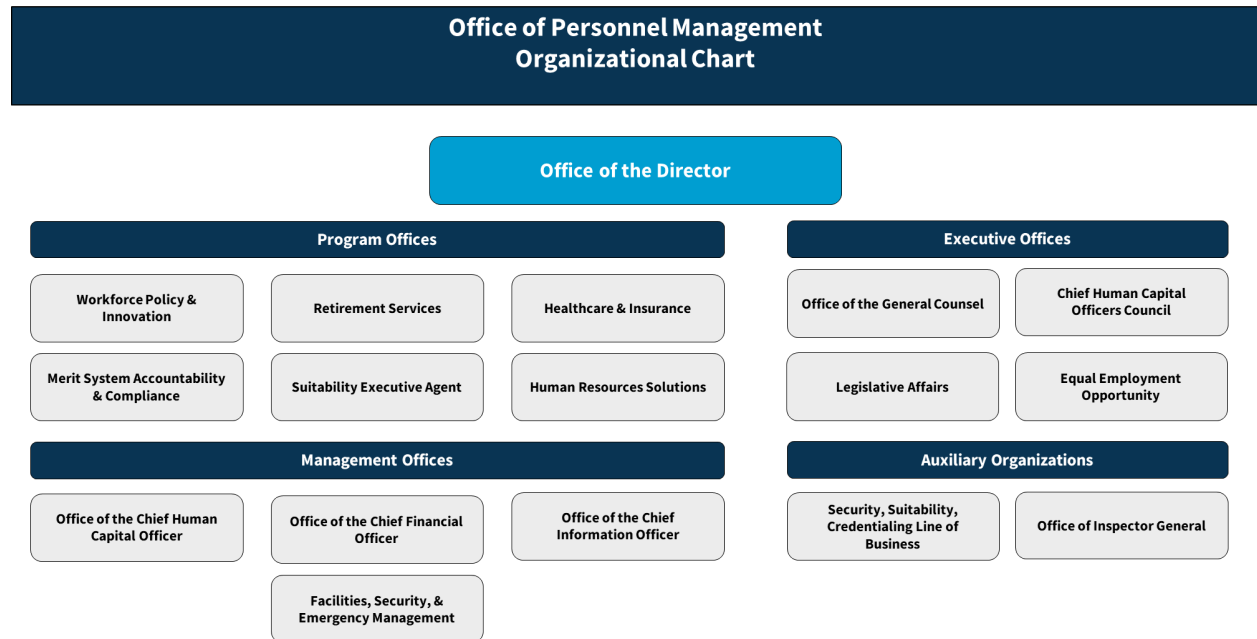 Office of Personnel Management
Organizational Chart
Office of the Director
Program Offices
Workforce Policy &
Innovation
Retirement Services
Healthcare & Insurance
Merit System Accountability
& Compliance
Suitability Executive Agent
Human Resources Solutions
Executive Offices
Office of the General Counsel
Chief Human Capital
Officers Council
Legislative Affairs
Equal Employment
Opportunity
Management Offices
Office of the Chief Human
Capital Officer
Office of the Chief Financial
Officer
Office of the Chief
Information Officer
Facilities, Security, &
Emergency Management
Auxiliary Organizations
Security, Suitability,
Credentialing Line of
Business
Office of Inspector General